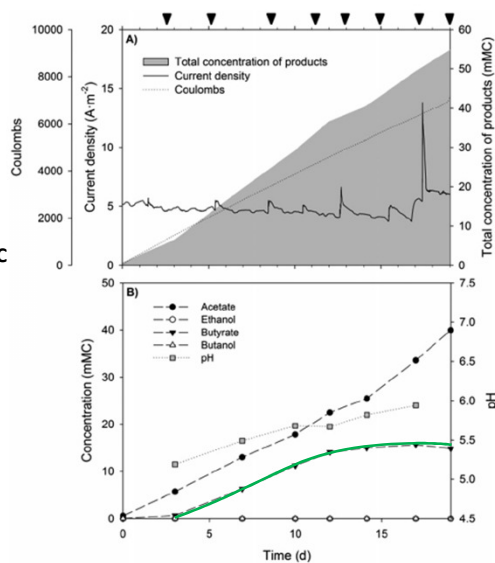 A)
Total concentration of products
Current density
Coulombs
10000
8000
6000
4000
2000
0
Coulombs
20
15
10
5
0
Current density (A·m⁻²)
60
50
40
30
20
10
0
Total concentration of products (mMC)
C
B)
Acetate
Ethanol
Butyrate
Butanol
pH
50
40
30
20
10
0
Concentration (mMC)
7.5
7.0
6.5
6.0
5.5
5.0
4.5
pH
0 5 10 15
Time (d)